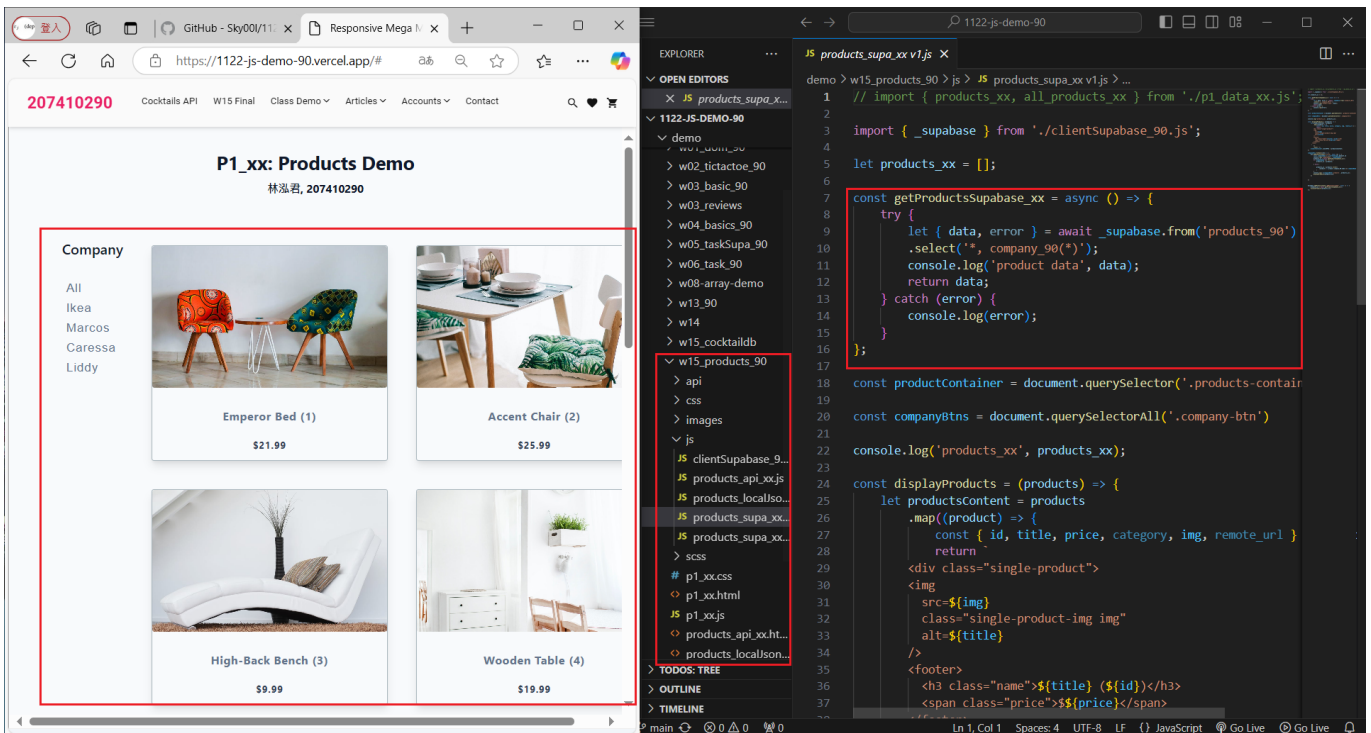 登入
GitHub - Sky00l/11
Responsive Mega M
https://1122-js-demo-90.vercel.app/#
207410290
Cocktails API
W15 Final
Class Demo
Articles
Accounts
Contact
P1_xx: Products Demo
林泓君, 207410290
Company
All
Ikea
Marcos
Caressa
Liddy
Emperor Bed (1)
$21.99
Accent Chair (2)
$25.99
High-Back Bench (3)
$9.99
Wooden Table (4)
$19.99
1122-js-demo-90
EXPLORER
OPEN EDITORS
JS products_supa_x...
1122-JS-DEMO-90
demo
w01_dom_90
w02_tictactoe_90
w03_basic_90
w03_reviews
w04_basics_90
w05_taskSupa_90
w06_task_90
w08-array-demo
w13_90
w14
w15_cocktaildb
w15_products_90
api
css
images
js
JS clientSupabase_9...
JS products_api_xx.js
JS products_localJso...
JS products_supa_xx...
JS products_supa_xx...
scss
# p1_xx.css
<> p1_xx.html
JS p1_xx.js
<> products_api_xx.ht...
<> products_localJson...
TODOS: TREE
OUTLINE
TIMELINE
JS products_supa_xx v1.js
demo > w15_products_90 > js > JS products_supa_xx v1.js > ...
1 // import { products_xx, all_products_xx } from './p1_data_xx.js';
2
3 import { _supabase } from './clientSupabase_90.js';
4
5 let products_xx = [];
6
7 const getProductsSupabase_xx = async () => {
8 try {
9 let { data, error } = await _supabase.from('products_90')
10 .select('*, company_90(*)');
11 console.log('product data', data);
12 return data;
13 } catch (error) {
14 console.log(error);
15 }
16 };
17
18 const productContainer = document.querySelector('.products-contain
19
20 const companyBtns = document.querySelectorAll('.company-btn')
21
22 console.log('products_xx', products_xx);
23
24 const displayProducts = (products) => {
25 let productsContent = products
26 .map((product) => {
27 const { id, title, price, category, img, remote_url }
28 return `
29 <div class="single-product">
30 <img
31 src=${img}
32 class="single-product-img img"
33 alt=${title}
34 />
35 <footer>
36 <h3 class="name">${title} (${id})</h3>
37 <span class="price">$${price}</span>
main
0
0
0
Ln 1, Col 1
Spaces: 4
UTF-8
LF
{} JavaScript
Go Live
Go Live